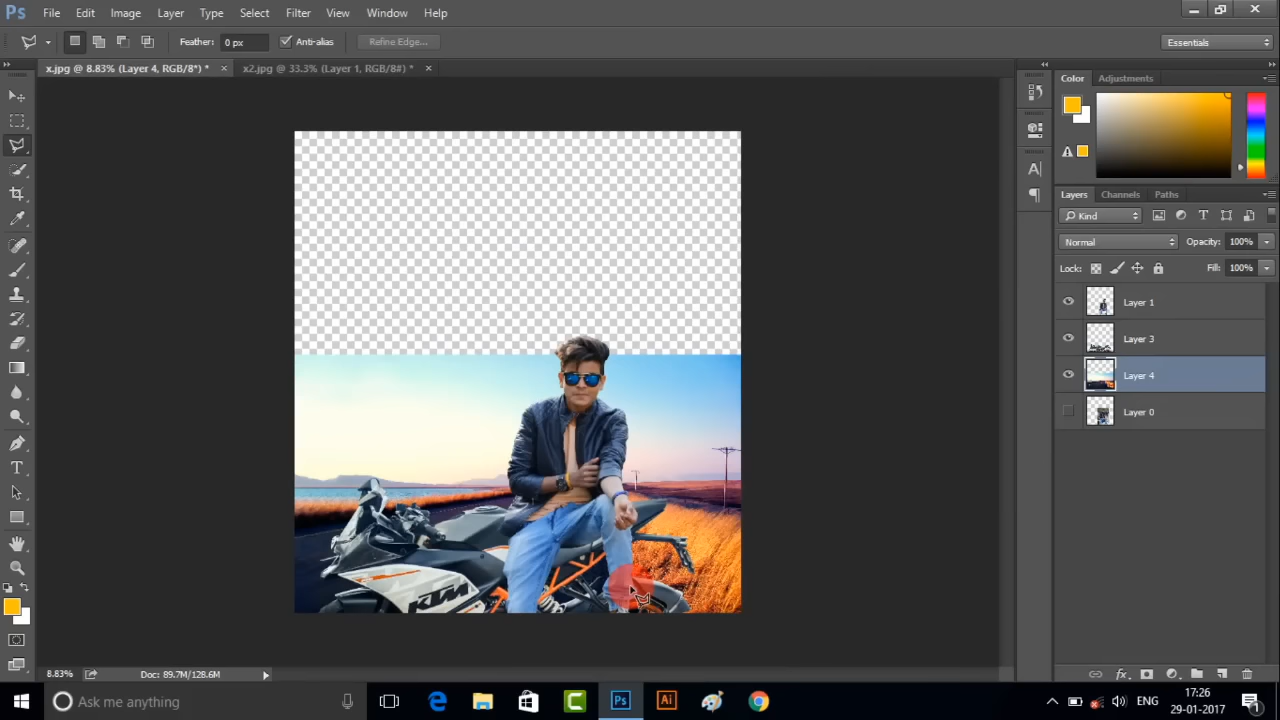 Ps File Edit Image Layer Type Select Filter View Window Help
Feather: 0 px Anti-alias Refine Edge... Essentials
x.jpg @ 8.83% (Layer 4, RGB/8*) * × x2.jpg @ 33.3% (Layer 1, RGB/8#) * ×
Color Adjustments
Layers Channels Paths
Kind
Normal Opacity: 100%
Lock: Fill: 100%
Layer 1
Layer 3
Layer 4
Layer 0
KTM
8.83% Doc: 89.7M/128.6M
Ask me anything
ENG
17:26
29-01-2017